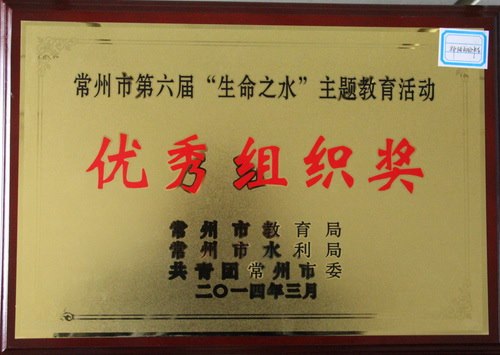 常州市第六届“生命之水”主题教育活动
优秀组织奖
常州市教育局
常州市水利局
共青团常州市委
二〇一四年三月